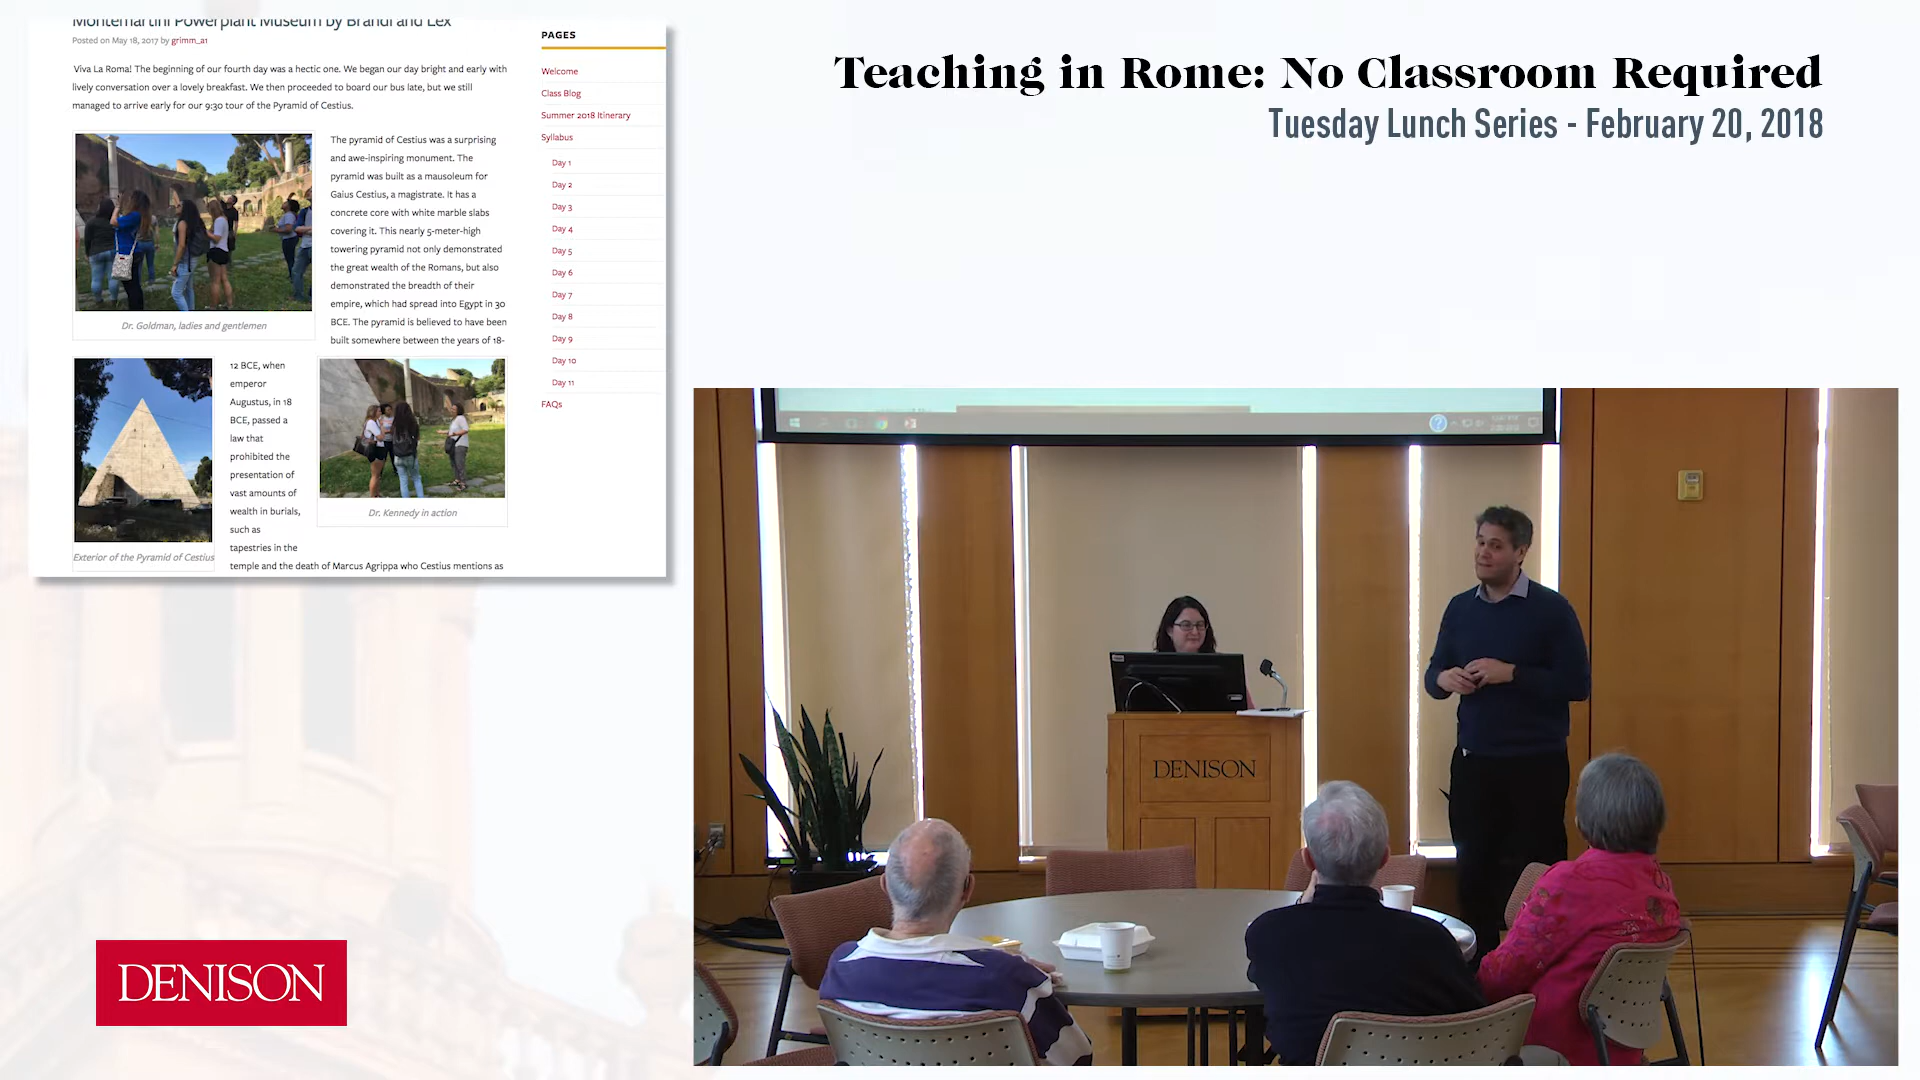 Montemartini Powerplant Museum by Brandi and Lex
Posted on May 18, 2017 by grimm_a1
Viva La Roma! The beginning of our fourth day was a hectic one. We began our day bright and early with
lively conversation over a lovely breakfast. We then proceeded to board our bus late, but we still
managed to arrive early for our 9:30 tour of the Pyramid of Cestius.
The pyramid of Cestius was a surprising
and awe-inspiring monument. The
pyramid was built as a mausoleum for
Gaius Cestius, a magistrate. It has a
concrete core with white marble slabs
covering it. This nearly 5-meter-high
towering pyramid not only demonstrated
the great wealth of the Romans, but also
demonstrated the breadth of their
empire, which had spread into Egypt in 30
BCE. The pyramid is believed to have been
built somewhere between the years of 18-
Dr. Goldman, ladies and gentlemen
12 BCE, when
emperor
Augustus, in 18
BCE, passed a
law that
prohibited the
presentation of
vast amounts of
wealth in burials,
such as
tapestries in the
temple and the death of Marcus Agrippa who Cestius mentions as
Dr. Kennedy in action
Exterior of the Pyramid of Cestius
PAGES
Welcome
Class Blog
Summer 2018 Itinerary
Syllabus
Day 1
Day 2
Day 3
Day 4
Day 5
Day 6
Day 7
Day 8
Day 9
Day 10
Day 11
FAQs
Teaching in Rome: No Classroom Required
Tuesday Lunch Series - February 20, 2018
DENISON
DENISON